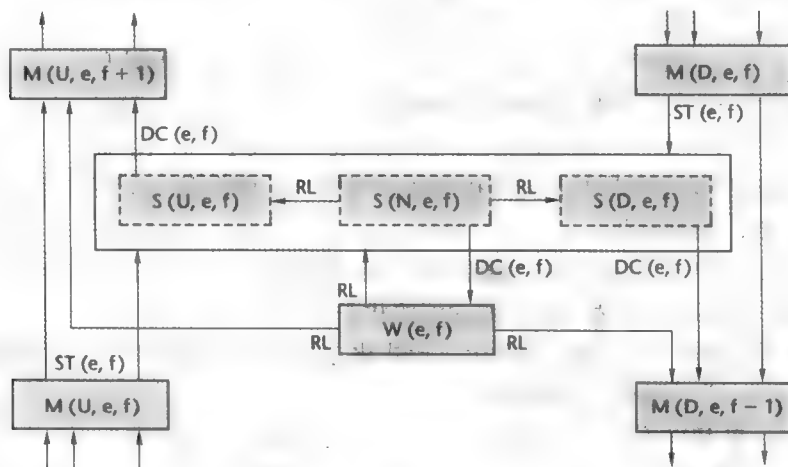 M (U, e, f + 1)
M (D, e, f)
DC (e, f)
ST (e, f)
S (U, e, f)
RL
S (N, e, f)
RL
S (D, e, f)
DC (e, f)
DC (e, f)
RL
W (e, f)
RL
RL
ST (e, f)
M (U, e, f)
M (D, e, f − 1)